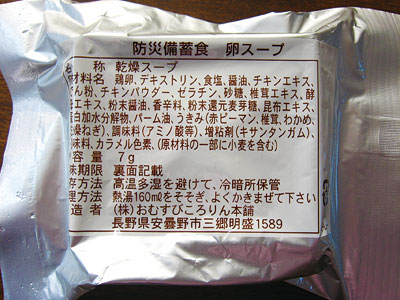 防災備蓄食 卵スープ
名 称 乾燥スープ
原材料名 鶏卵、デキストリン、食塩、醤油、チキンエキス、
でん粉、チキンパウダー、ゼラチン、砂糖、椎茸エキス、酵
母エキス、粉末醤油、香辛料、粉末還元麦芽糖、昆布エキス、
蛋白加水分解物、パーム油、うきみ(赤ピーマン、椎茸、わかめ、
ねぎ)、調味料(アミノ酸等)、増粘剤(キサンタンガム)、
味料、カラメル色素、(原材料の一部に小麦を含む)
容 量 7g
味期限 裏面記載
存方法 高温多湿を避けて、冷暗所保管
理方法 熱湯160mlをそそぎ、よくかきまぜて下さい
造 者 (株)おむすびころりん本舗
長野県安曇野市三郷明盛1589